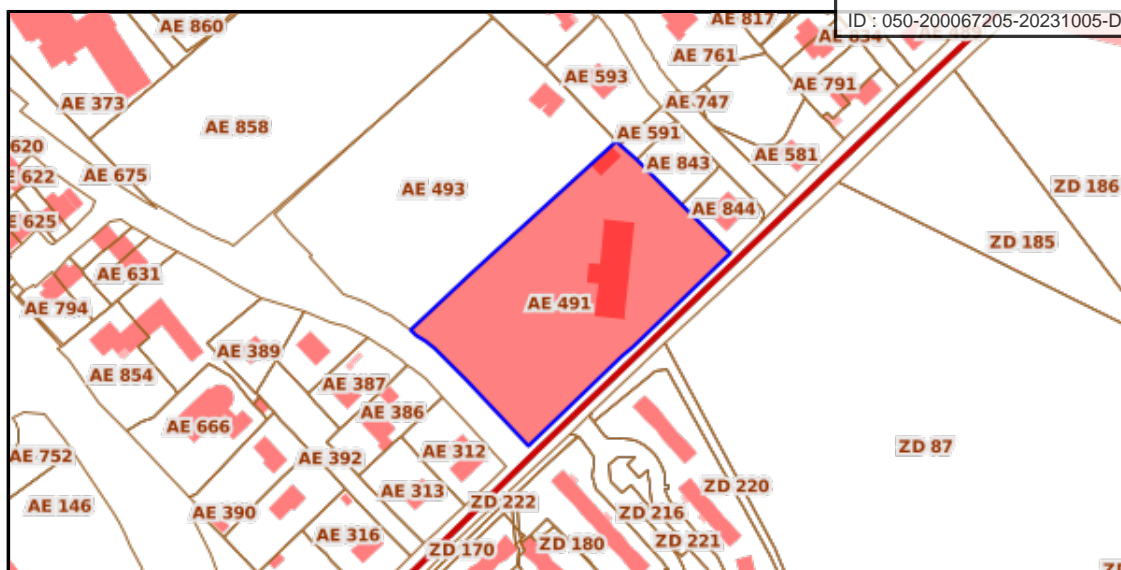 ID : 050-200067205-20231005-D
AE 860
AE 817
AE 834
AE 489
AE 761
AE 593
AE 791
AE 373
AE 747
AE 858
AE 591
620
AE 843
AE 581
E 622
AE 675
AE 493
ZD 186
AE 844
E 625
ZD 185
AE 631
AE 491
AE 794
AE 389
AE 854
AE 387
AE 386
AE 666
ZD 87
AE 312
AE 752
AE 392
ZD 220
AE 313
ZD 222
AE 146
AE 390
ZD 216
AE 316
ZD 221
ZD 180
ZD 170